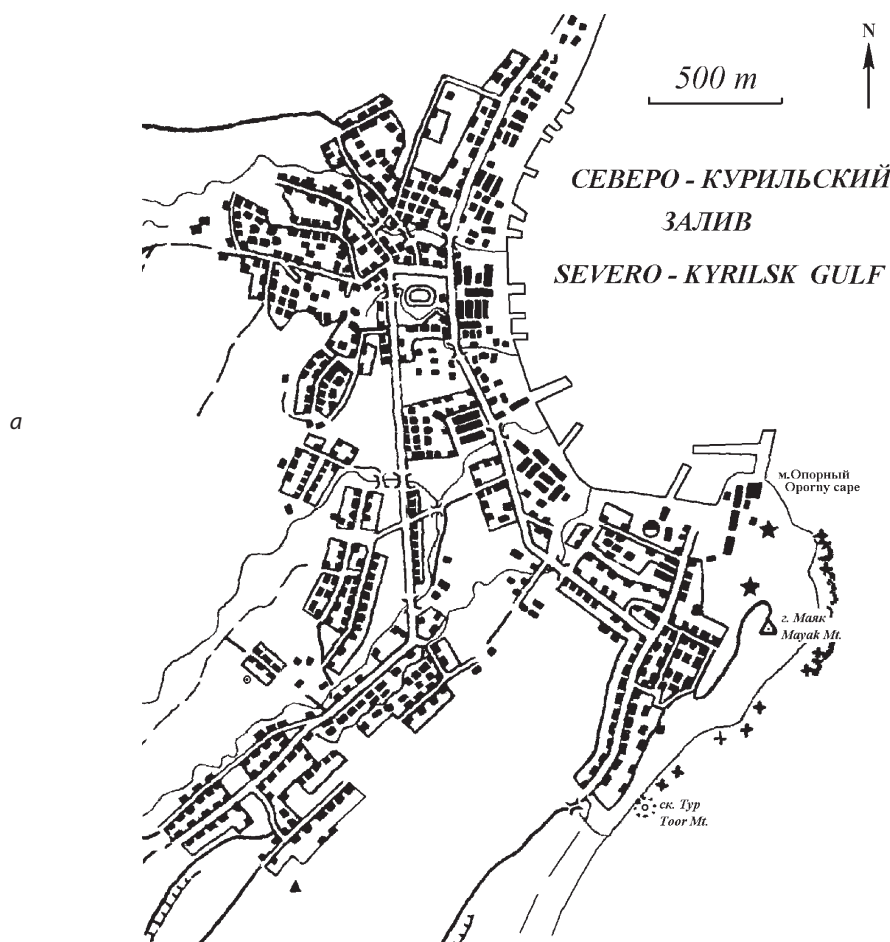 N
500 m
СЕВЕРО - КУРИЛЬСКИЙ
ЗАЛИВ
SEVERO - KYRILSK GULF
a
м.Опорный
Oporny cape
г. Маяк
Mayak Mt.
ск. Тур
Toor Mt.